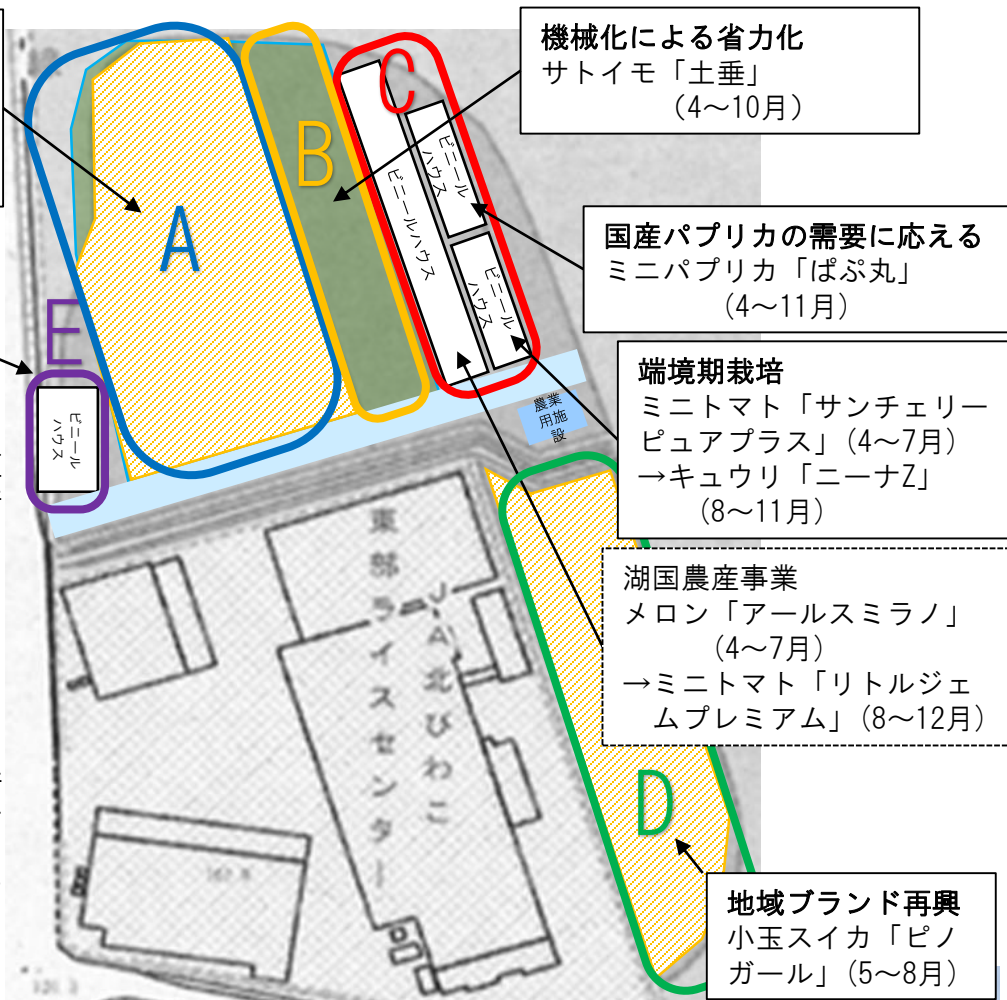 機械化による省力化
サトイモ「土垂」
（4～10月）
A
B
C
ビニールハウス
ビニール
ハウス
ビニール
ハウス
国産パプリカの需要に応える
ミニパプリカ「ぱぷ丸」
（4～11月）
E
ビニール
ハウス
農業
用施
設
端境期栽培
ミニトマト「サンチェリー
ピュアプラス」（4～7月）
→キュウリ「ニーナZ」
（8～11月）
湖国農産事業
メロン「アールスミラノ」
（4～7月）
→ミニトマト「リトルジェ
ムプレミアム」（8～12月）
JA北びわこ
東部ライスセンター
D
地域ブランド再興
小玉スイカ「ピノ
ガール」（5～8月）